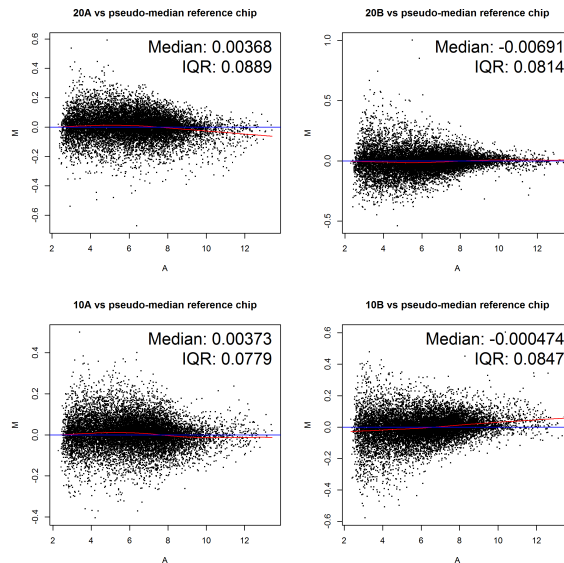 20A vs pseudo-median reference chip
Median: 0.00368
IQR: 0.0889
M
0.6
0.4
0.2
0.0
-0.2
-0.4
-0.6
2 4 6 8 10 12
A
20B vs pseudo-median reference chip
Median: -0.00691
IQR: 0.0814
M
1.0
0.5
0.0
-0.5
2 4 6 8 10 12
A
10A vs pseudo-median reference chip
Median: 0.00373
IQR: 0.0779
M
0.4
0.2
0.0
-0.2
-0.4
4 6 8 10 12
A
10B vs pseudo-median reference chip
Median: -0.000474
IQR: 0.0847
M
0.6
0.4
0.2
0.0
-0.2
-0.4
-0.6
2 4 6 8 10 12
A